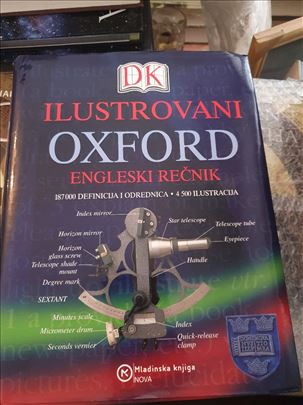 DK
ILUSTROVANI
OXFORD
ENGLESKI REČNIK
187000 DEFINICIJA I ODREDNICA • 4 500 ILUSTRACIJA
Index mirror
Star telescope
Telescope tube
Horizon mirror
Eyepiece
Horizon
glass screw
Telescope shade
mount
Handle
Degree mark
SEXTANT
Minutes scale
Micrometer drum
Seconds vernier
Index
Quick-release
clamp
Mladinska knjiga
INOVA